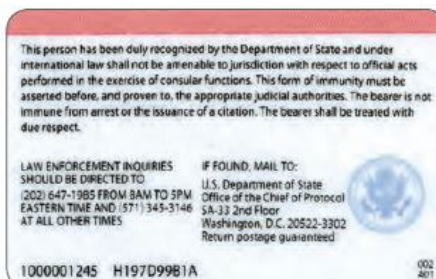 This person has been duly recognized by the Department of State and under
international law shall not be amenable to jurisdiction with respect to official acts
performed in the exercise of consular functions. This form of immunity must be
asserted before, and proven to, the appropriate judicial authorities. The bearer is not
immune from arrest or the issuance of a citation. The bearer shall be treated with
due respect.
LAW ENFORCEMENT INQUIRIES
SHOULD BE DIRECTED TO
(202) 647-1985 FROM 8AM TO 5PM
EASTERN TIME AND (571) 345-3146
AT ALL OTHER TIMES
IF FOUND, MAIL TO:
U.S. Department of State
Office of the Chief of Protocol
SA-33 2nd Floor
Washington, D.C. 20522-3302
Return postage guaranteed
1000001245 H197D99B1A
002
A01